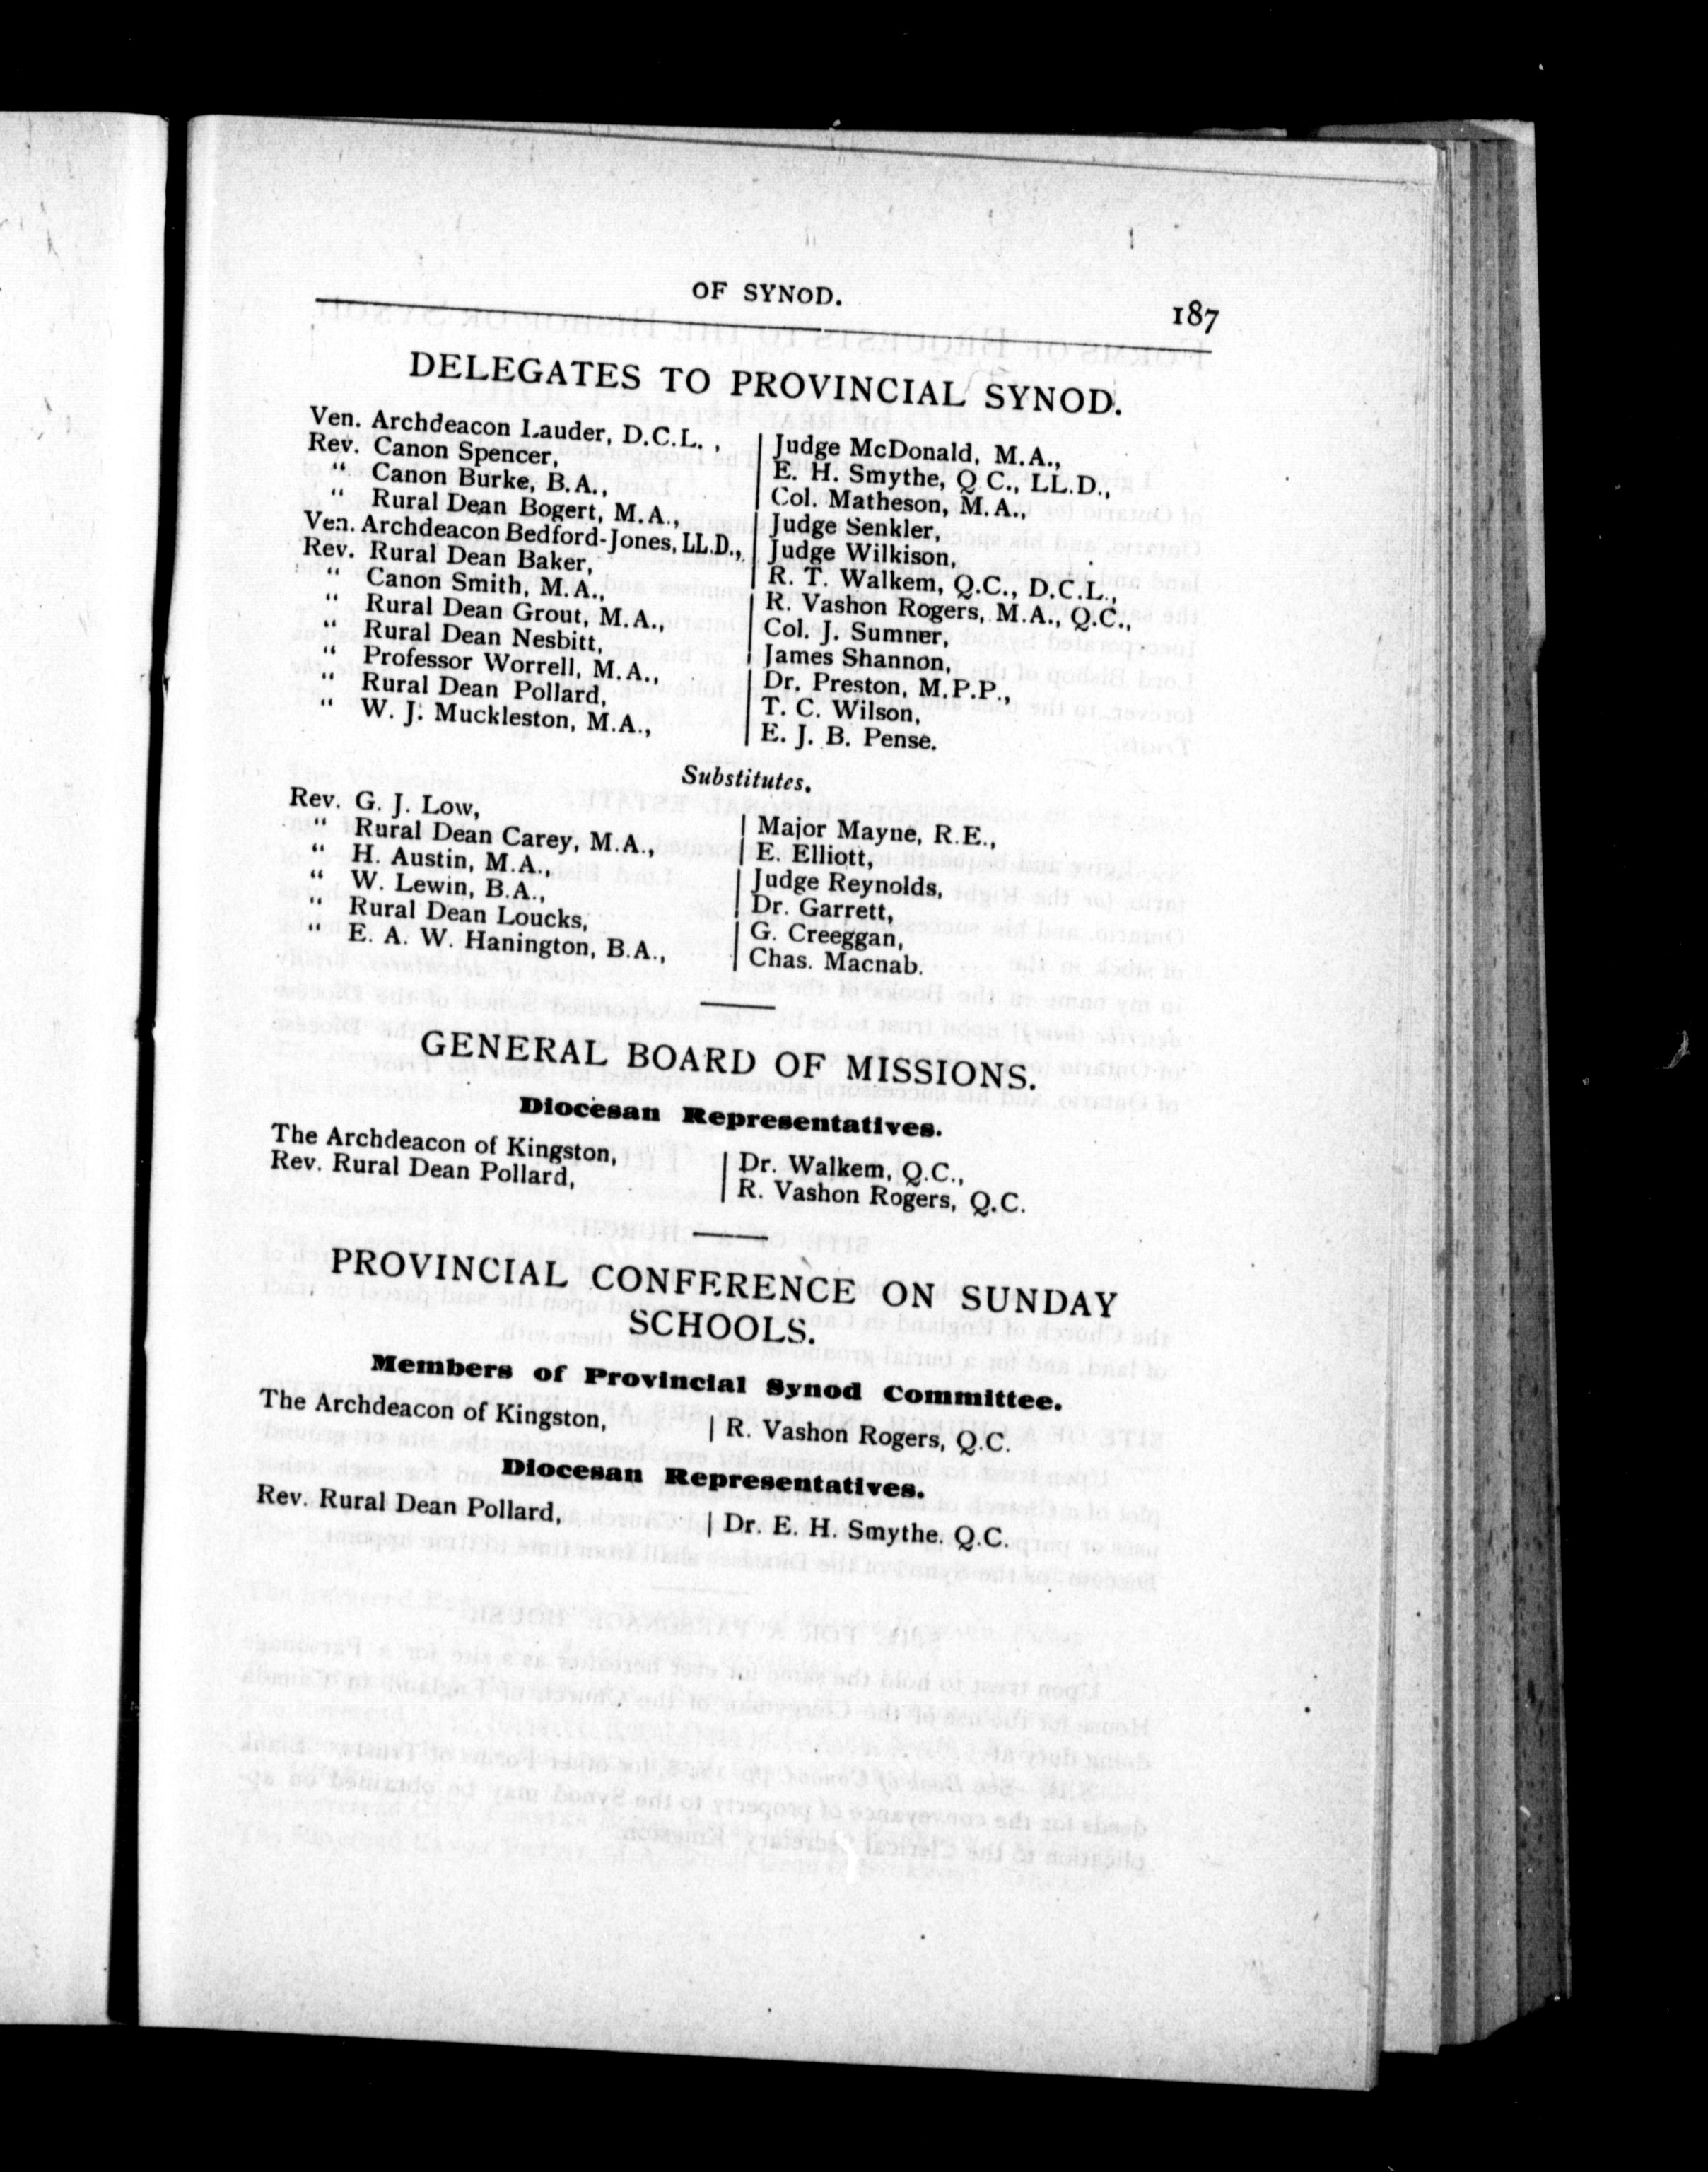 OF SYNOD.
187
DELEGATES TO PROVINCIAL SYNOD.
Ven. Archdeacon Lauder, D.C.L. , | Judge McDonald, M.A.,
Rev. Canon Spencer, | E. H. Smythe, Q C., LL.D.,
" Canon Burke, B.A., | Col. Matheson, M.A.,
" Rural Dean Bogert, M.A., | Judge Senkler,
Ven. Archdeacon Bedford-Jones, LL.D., | Judge Wilkison,
Rev. Rural Dean Baker, | R. T. Walkem, Q.C., D.C.L.,
" Canon Smith, M.A., | R. Vashon Rogers, M.A., Q.C.,
" Rural Dean Grout, M.A., | Col. J. Sumner,
" Rural Dean Nesbitt, | James Shannon,
" Professor Worrell, M.A., | Dr. Preston, M.P.P.,
" Rural Dean Pollard, | T. C. Wilson,
" W. J. Muckleston, M.A., | E. J. B. Pense.
Substitutes.
Rev. G. J. Low, | Major Mayne, R.E.,
" Rural Dean Carey, M.A., | E. Elliott,
" H. Austin, M.A., | Judge Reynolds,
" W. Lewin, B.A., | Dr. Garrett,
" Rural Dean Loucks, | G. Creeggan,
" E. A. W. Hanington, B.A., | Chas. Macnab.
GENERAL BOARD OF MISSIONS.
Diocesan Representatives.
The Archdeacon of Kingston, | Dr. Walkem, Q.C.,
Rev. Rural Dean Pollard, | R. Vashon Rogers, Q.C.
PROVINCIAL CONFERENCE ON SUNDAY
SCHOOLS.
Members of Provincial Synod Committee.
The Archdeacon of Kingston, | R. Vashon Rogers, Q.C.
Diocesan Representatives.
Rev. Rural Dean Pollard, | Dr. E. H. Smythe. Q.C.